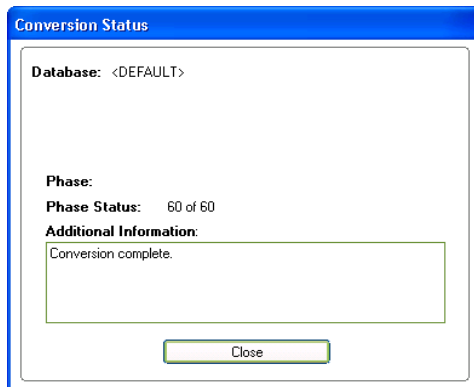 Conversion Status
Database: <DEFAULT>
Phase:
Phase Status: 60 of 60
Additional Information:
Conversion complete.
Close